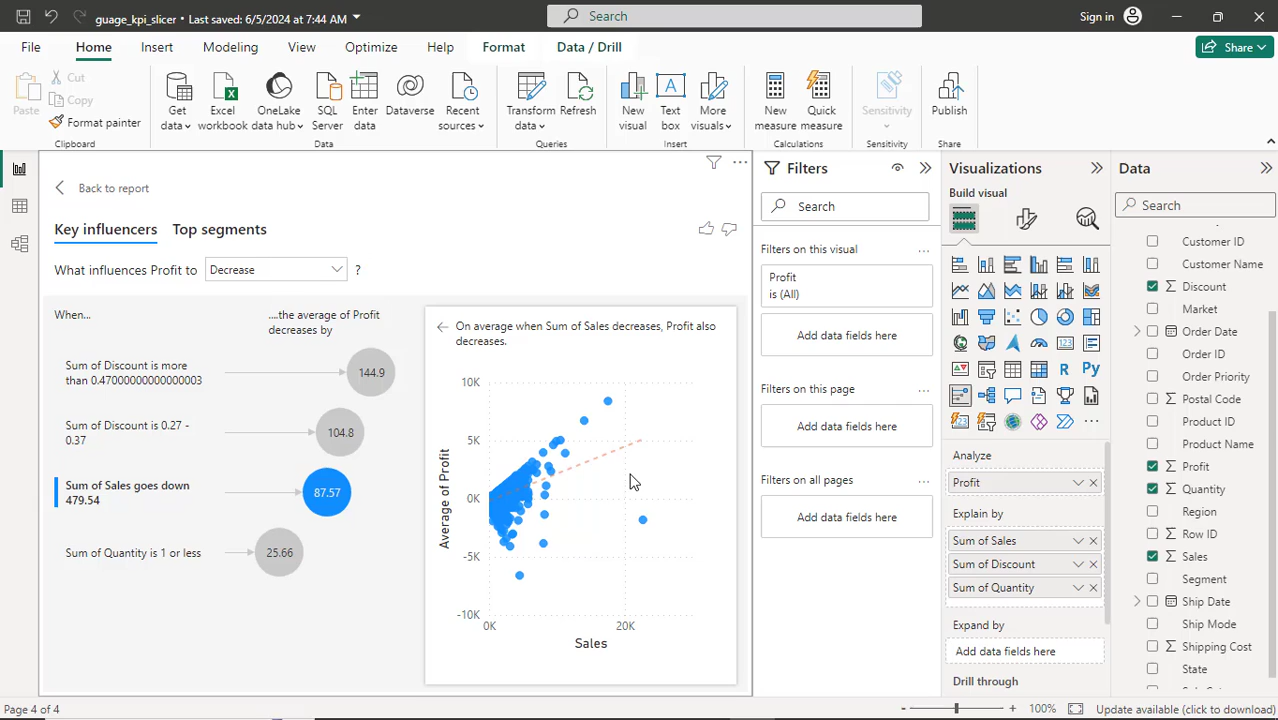 guage_kpi_slicer • Last saved: 6/5/2024 at 7:44 AM
Search
Sign in
File
Home
Insert
Modeling
View
Optimize
Help
Format
Data / Drill
Share
Paste
Cut
Copy
Format painter
Clipboard
Get
data
Excel
workbook
OneLake
data hub
SQL
Server
Enter
data
Dataverse
Recent
sources
Data
Transform
data
Refresh
Queries
New
visual
Text
box
More
visuals
Insert
New
measure
Quick
measure
Calculations
Sensitivity
Sensitivity
Publish
Share
Back to report
Key influencers
Top segments
What influences Profit to
Decrease
?
When...
....the average of Profit
decreases by
Sum of Discount is more
than 0.47000000000000003
144.9
Sum of Discount is 0.27 -
0.37
104.8
Sum of Sales goes down
479.54
87.57
Sum of Quantity is 1 or less
25.66
On average when Sum of Sales decreases, Profit also
decreases.
Average of Profit
10K
5K
0K
-5K
-10K
0K
20K
Sales
Filters
Search
Filters on this visual
Profit
is (All)
Add data fields here
Filters on this page
Add data fields here
Filters on all pages
Add data fields here
Visualizations
Build visual
123
R
Py
Analyze
Profit
Explain by
Sum of Sales
Sum of Discount
Sum of Quantity
Expand by
Add data fields here
Drill through
Data
Search
Customer ID
Customer Name
Discount
Market
Order Date
Order ID
Order Priority
Postal Code
Product ID
Product Name
Profit
Quantity
Region
Row ID
Sales
Segment
Ship Date
Ship Mode
Shipping Cost
State
Page 4 of 4
100%
Update available (click to download)